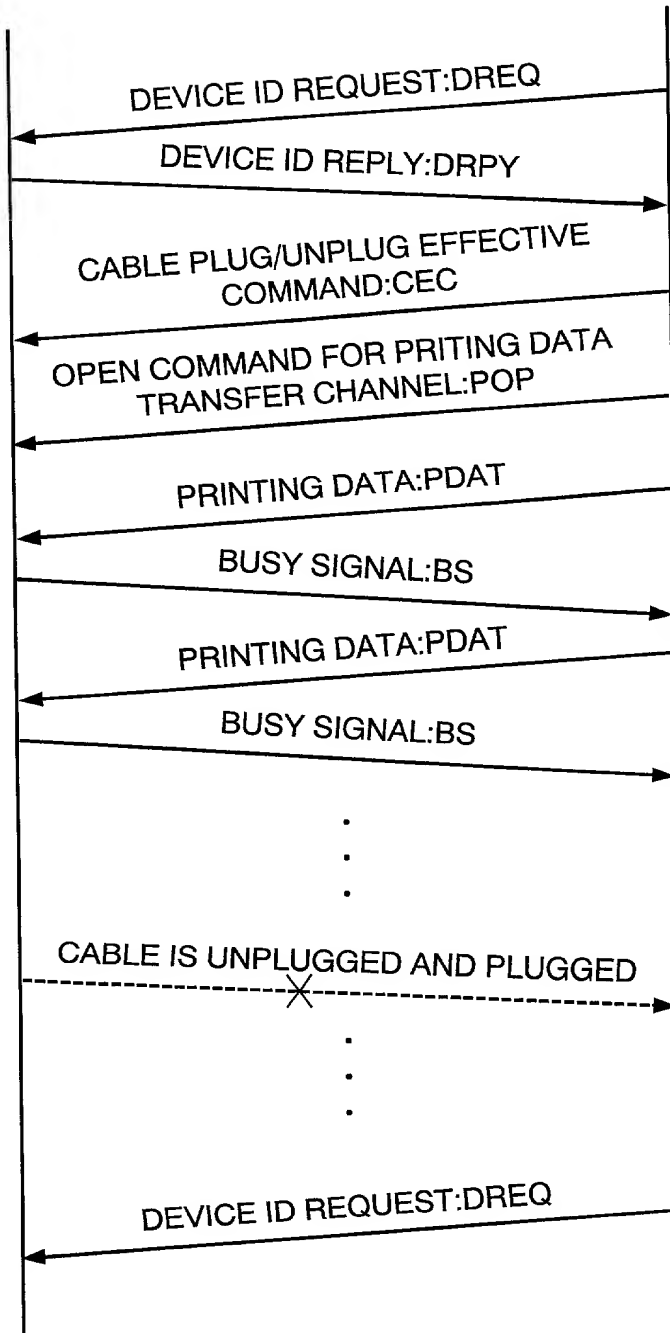 DEVICE ID REQUEST:DREQ
DEVICE ID REPLY:DRPY
CABLE PLUG/UNPLUG EFFECTIVE
COMMAND:CEC
OPEN COMMAND FOR PRITING DATA
TRANSFER CHANNEL:POP
PRINTING DATA:PDAT
BUSY SIGNAL:BS
PRINTING DATA:PDAT
BUSY SIGNAL:BS
CABLE IS UNPLUGGED AND PLUGGED
DEVICE ID REQUEST:DREQ